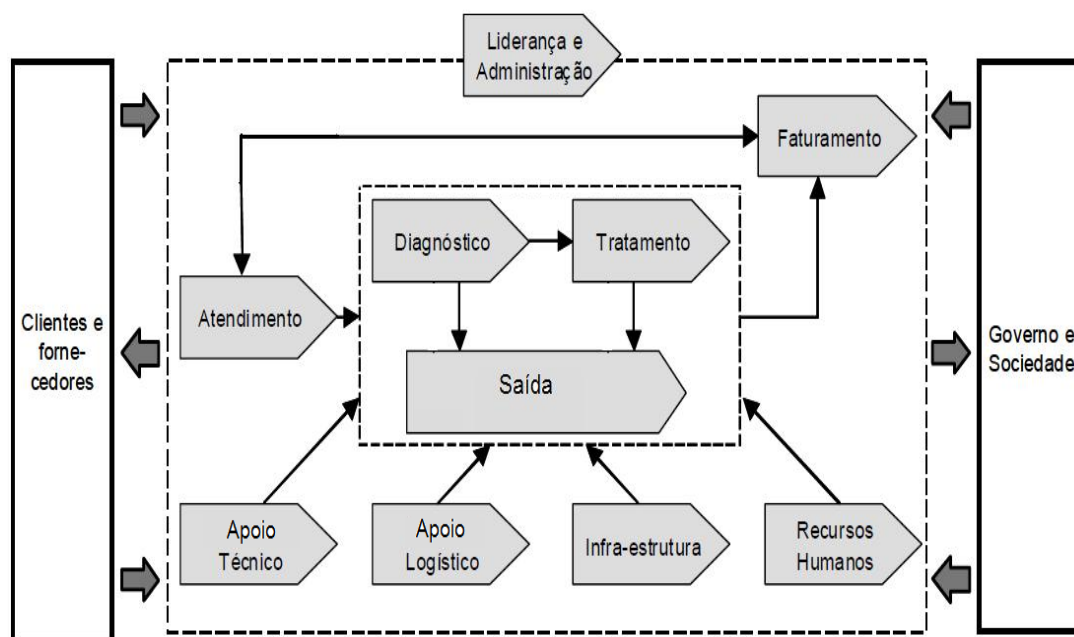 Liderança e
Administração
Faturamento
Diagnóstico
Tratamento
Atendimento
Saída
Clientes e
forne-
cedores
Governo e
Sociedade
Apoio
Técnico
Apoio
Logístico
Infra-estrutura
Recursos
Humanos